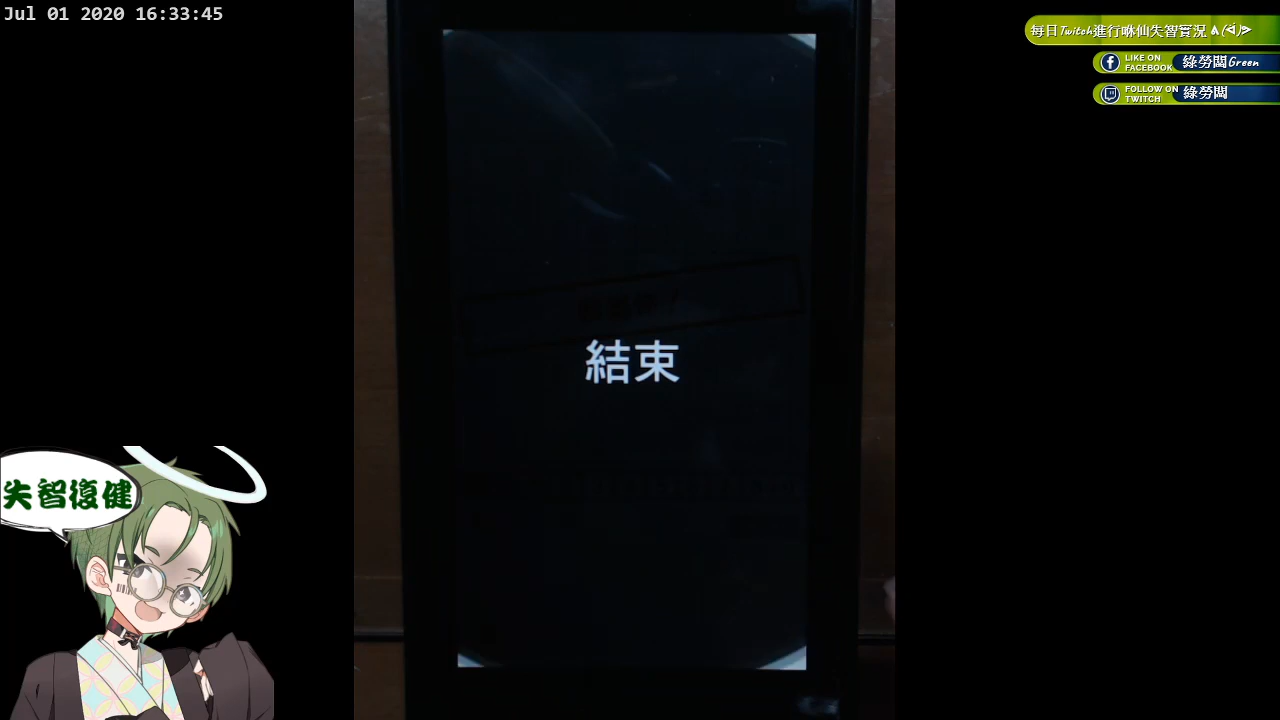 Jul 01 2020 16:33:45
每日Twitch進行咻仙失智實況
LIKE ON
FACEBOOK
綠勞闆Green
FOLLOW ON
TWITCH
綠勞闆
結束
失智復健